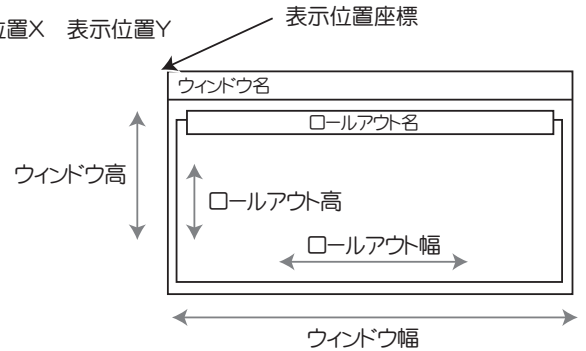 表示位置座標
置X　表示位置Y
ウィンドウ名
ロールアウト名
ウィンドウ高
ロールアウト高
ロールアウト幅
ウィンドウ幅